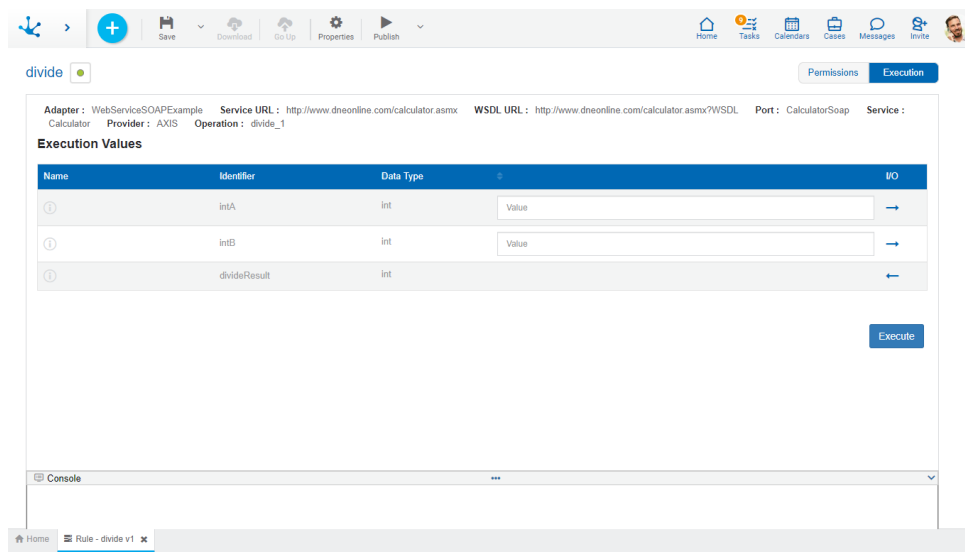 + Save Download Go Up Properties Publish Home 9 Tasks Calendars Cases Messages Invite
divide Permissions Execution
Adapter : WebServiceSOAPExample Service URL : http://www.dneonline.com/calculator.asmx WSDL URL : http://www.dneonline.com/calculator.asmx?WSDL Port : CalculatorSoap Service :
Calculator Provider : AXIS Operation : divide_1
Execution Values
Name Identifier Data Type I/O
intA int Value →
intB int Value →
divideResult int ←
Execute
Console •••
Home Rule - divide v1 ✖